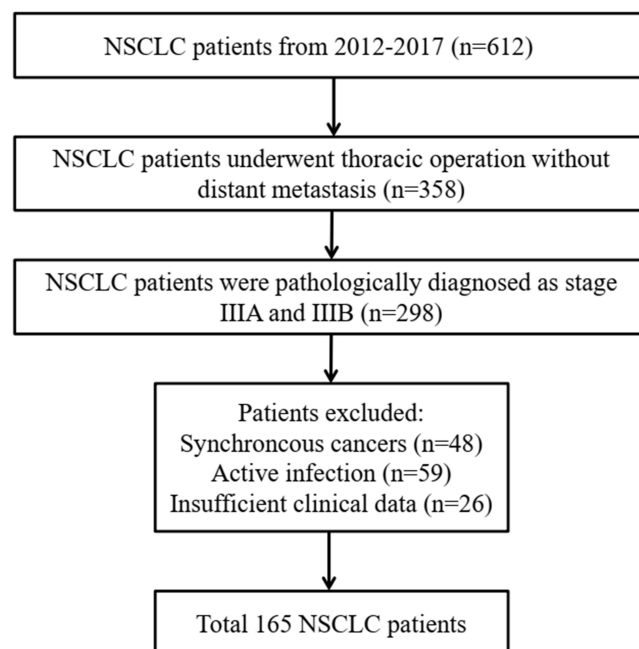 NSCLC patients from 2012-2017 (n=612)
NSCLC patients underwent thoracic operation without
distant metastasis (n=358)
NSCLC patients were pathologically diagnosed as stage
IIIA and IIIB (n=298)
Patients excluded:
Synchroncous cancers (n=48)
Active infection (n=59)
Insufficient clinical data (n=26)
Total 165 NSCLC patients